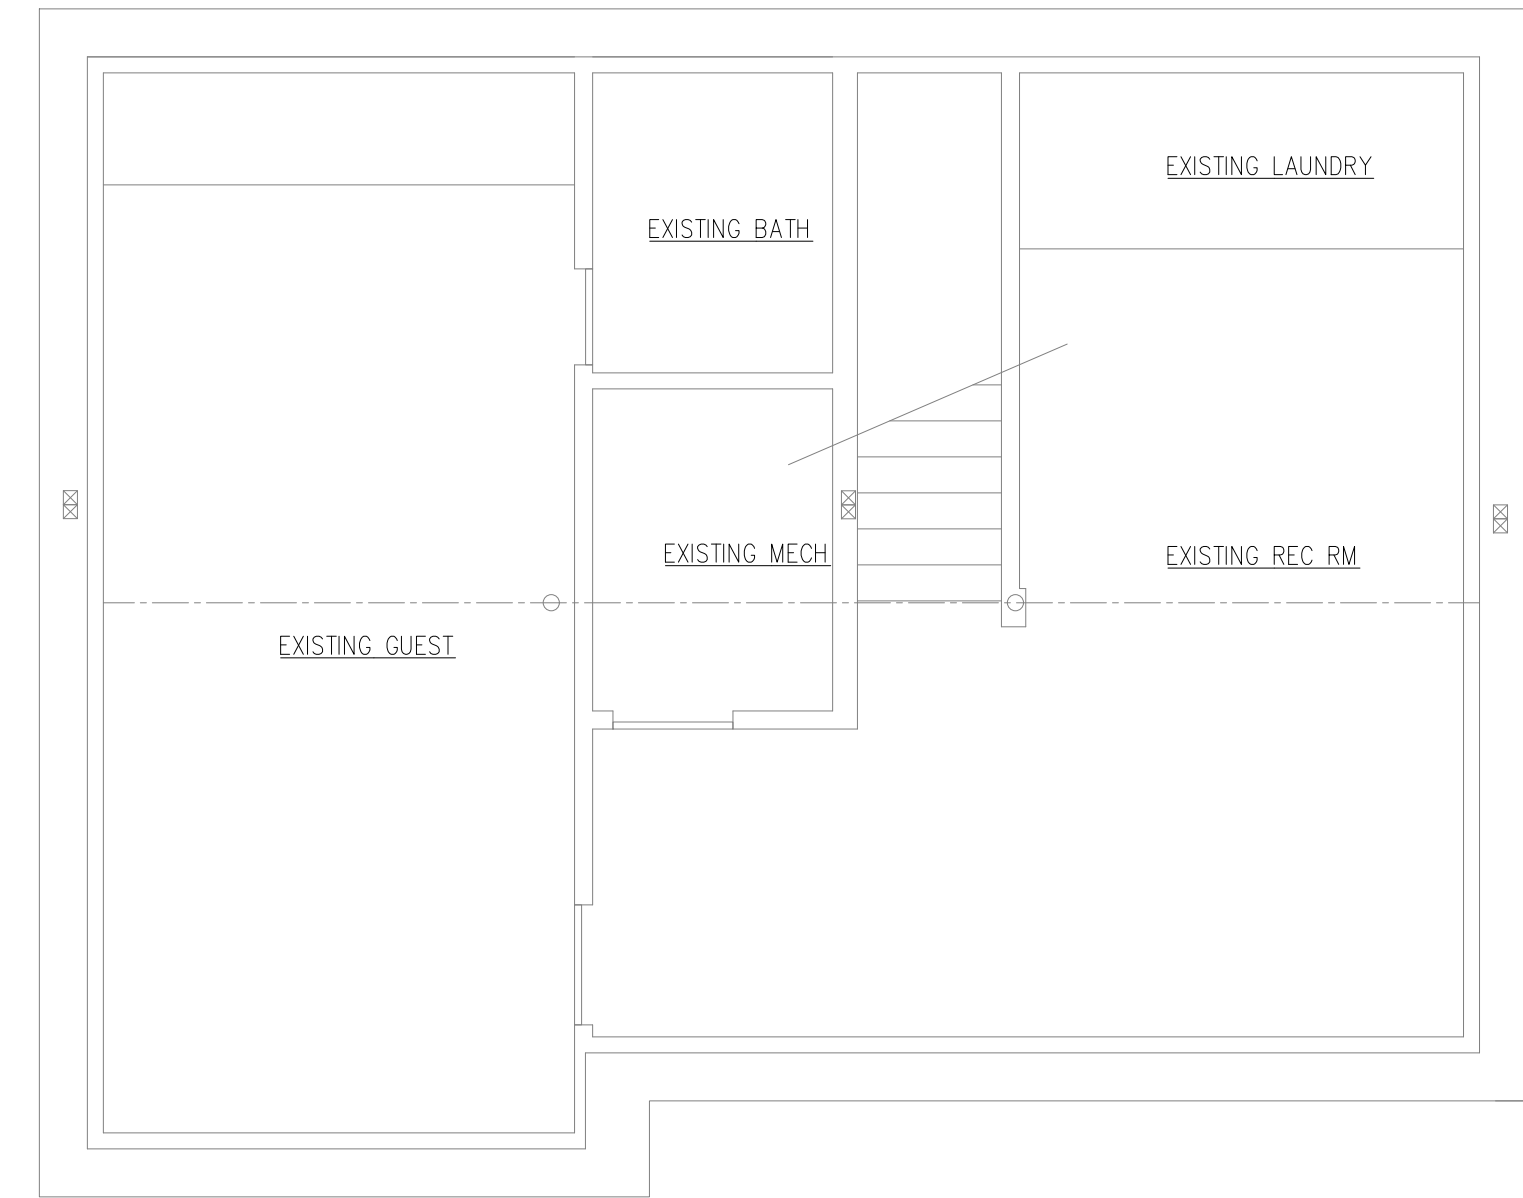 EXISTING LAUNDRY
EXISTING BATH
EXISTING MECH
EXISTING REC RM
EXISTING GUEST